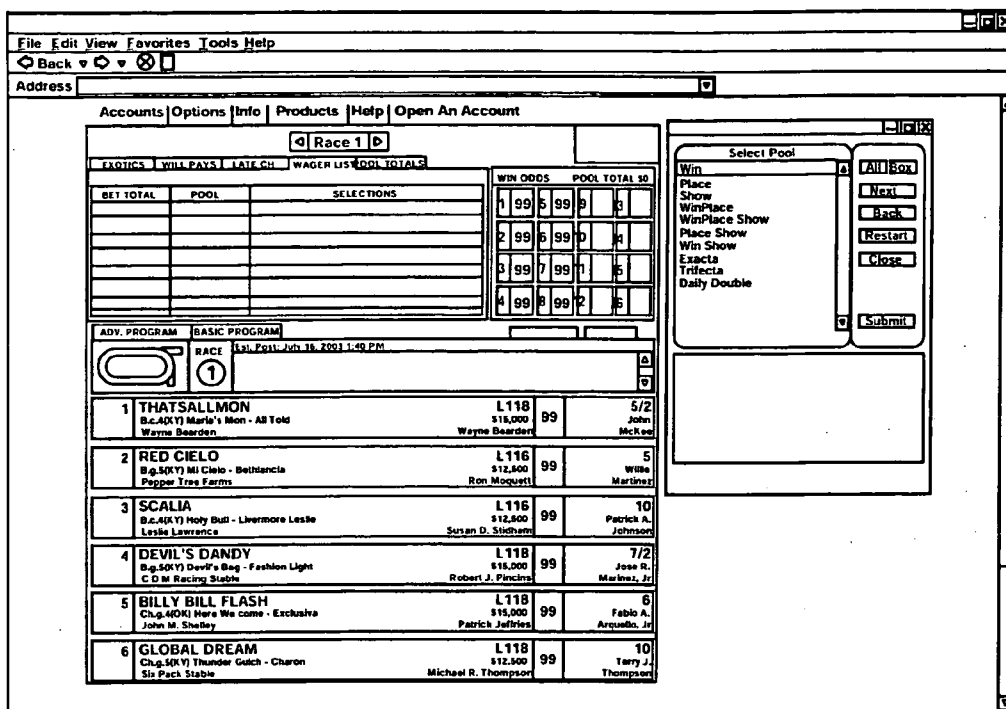 File Edit View Favorites Tools Help
Back
Address
Accounts Options Info Products Help Open An Account
Race 1
EXOTICS WILL PAYS LATE CH WAGER LIST POOL TOTALS
BET TOTAL POOL SELECTIONS
WIN ODDS POOL TOTAL $0
1 99 5 99 9 13
2 99 6 99 10 14
3 99 7 99 11 15
4 99 8 99 12 16
ADV. PROGRAM BASIC PROGRAM
RACE
1
Est. Post: July 16, 2003 1:40 PM
1 THATSALLMON L118 99 5/2
B.c.4(KY) Maria's Mon - All Told $15,000 John
Wayne Bearden Wayne Bearden McKee
2 RED CIELO L116 99 5
B.g.5(KY) Mi Cielo - Bethlancia $12,500 Willie
Pepper Tree Farms Ron Moquett Martinez
3 SCALIA L116 99 10
B.c.4(KY) Holy Bull - Livermore Leslie $12,500 Patrick A.
Leslie Lawrence Susan D. Stidham Johnson
4 DEVIL'S DANDY L118 99 7/2
B.g.5(KY) Devil's Bag - Fashion Light $15,000 Jose R.
C D M Racing Stable Robert J. Pincins Marinez, Jr
5 BILLY BILL FLASH L118 99 6
Ch.g.4(OK) Here We come - Exclusiva $15,000 Fabio A.
John M. Shelley Patrick Jeffries Arquello, Jr
6 GLOBAL DREAM L118 99 10
Ch.g.5(KY) Thunder Gulch - Charon $12.500 Terry J.
Six Pack Stable Michael R. Thompson Thompson
Select Pool
Win
Place
Show
WinPlace
WinPlace Show
Place Show
Win Show
Exacta
Trifecta
Daily Double
All Box
Next
Back
Restart
Close
Submit